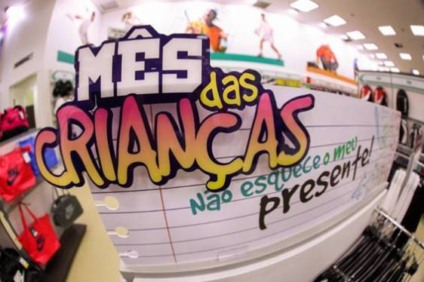 MÊS
das
CRIANÇAS
Não esquece o meu
presente!